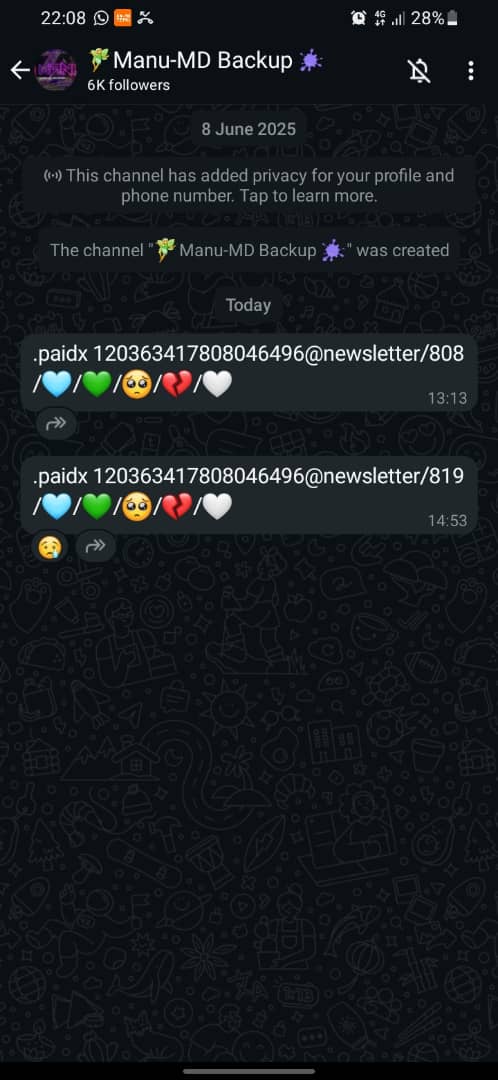 22:08 4G 28%
🧚Manu-MD Backup
6K followers
8 June 2025
This channel has added privacy for your profile and
phone number. Tap to learn more.
The channel "🧚Manu-MD Backup " was created
Today
.paidx 120363417808046496@newsletter/808
/🩵/💚/🥺/💔/🤍
13:13
.paidx 120363417808046496@newsletter/819
/🩵/💚/🥺/💔/🤍
14:53
😢